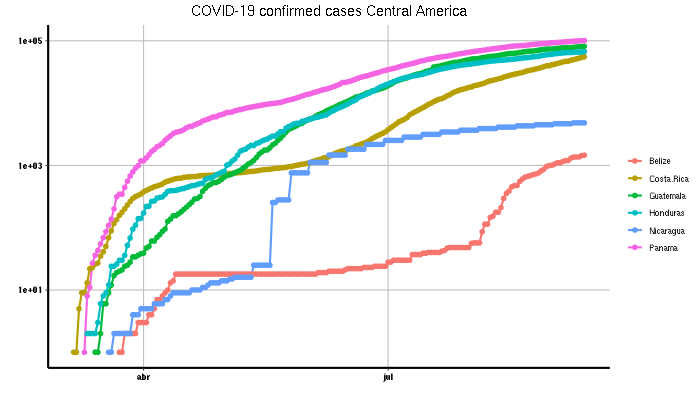 COVID-19 confirmed cases Central America
1e+05
1e+03
1e+01
abr
jul
Belize
Costa.Rica
Guatemala
Honduras
Nicaragua
Panama